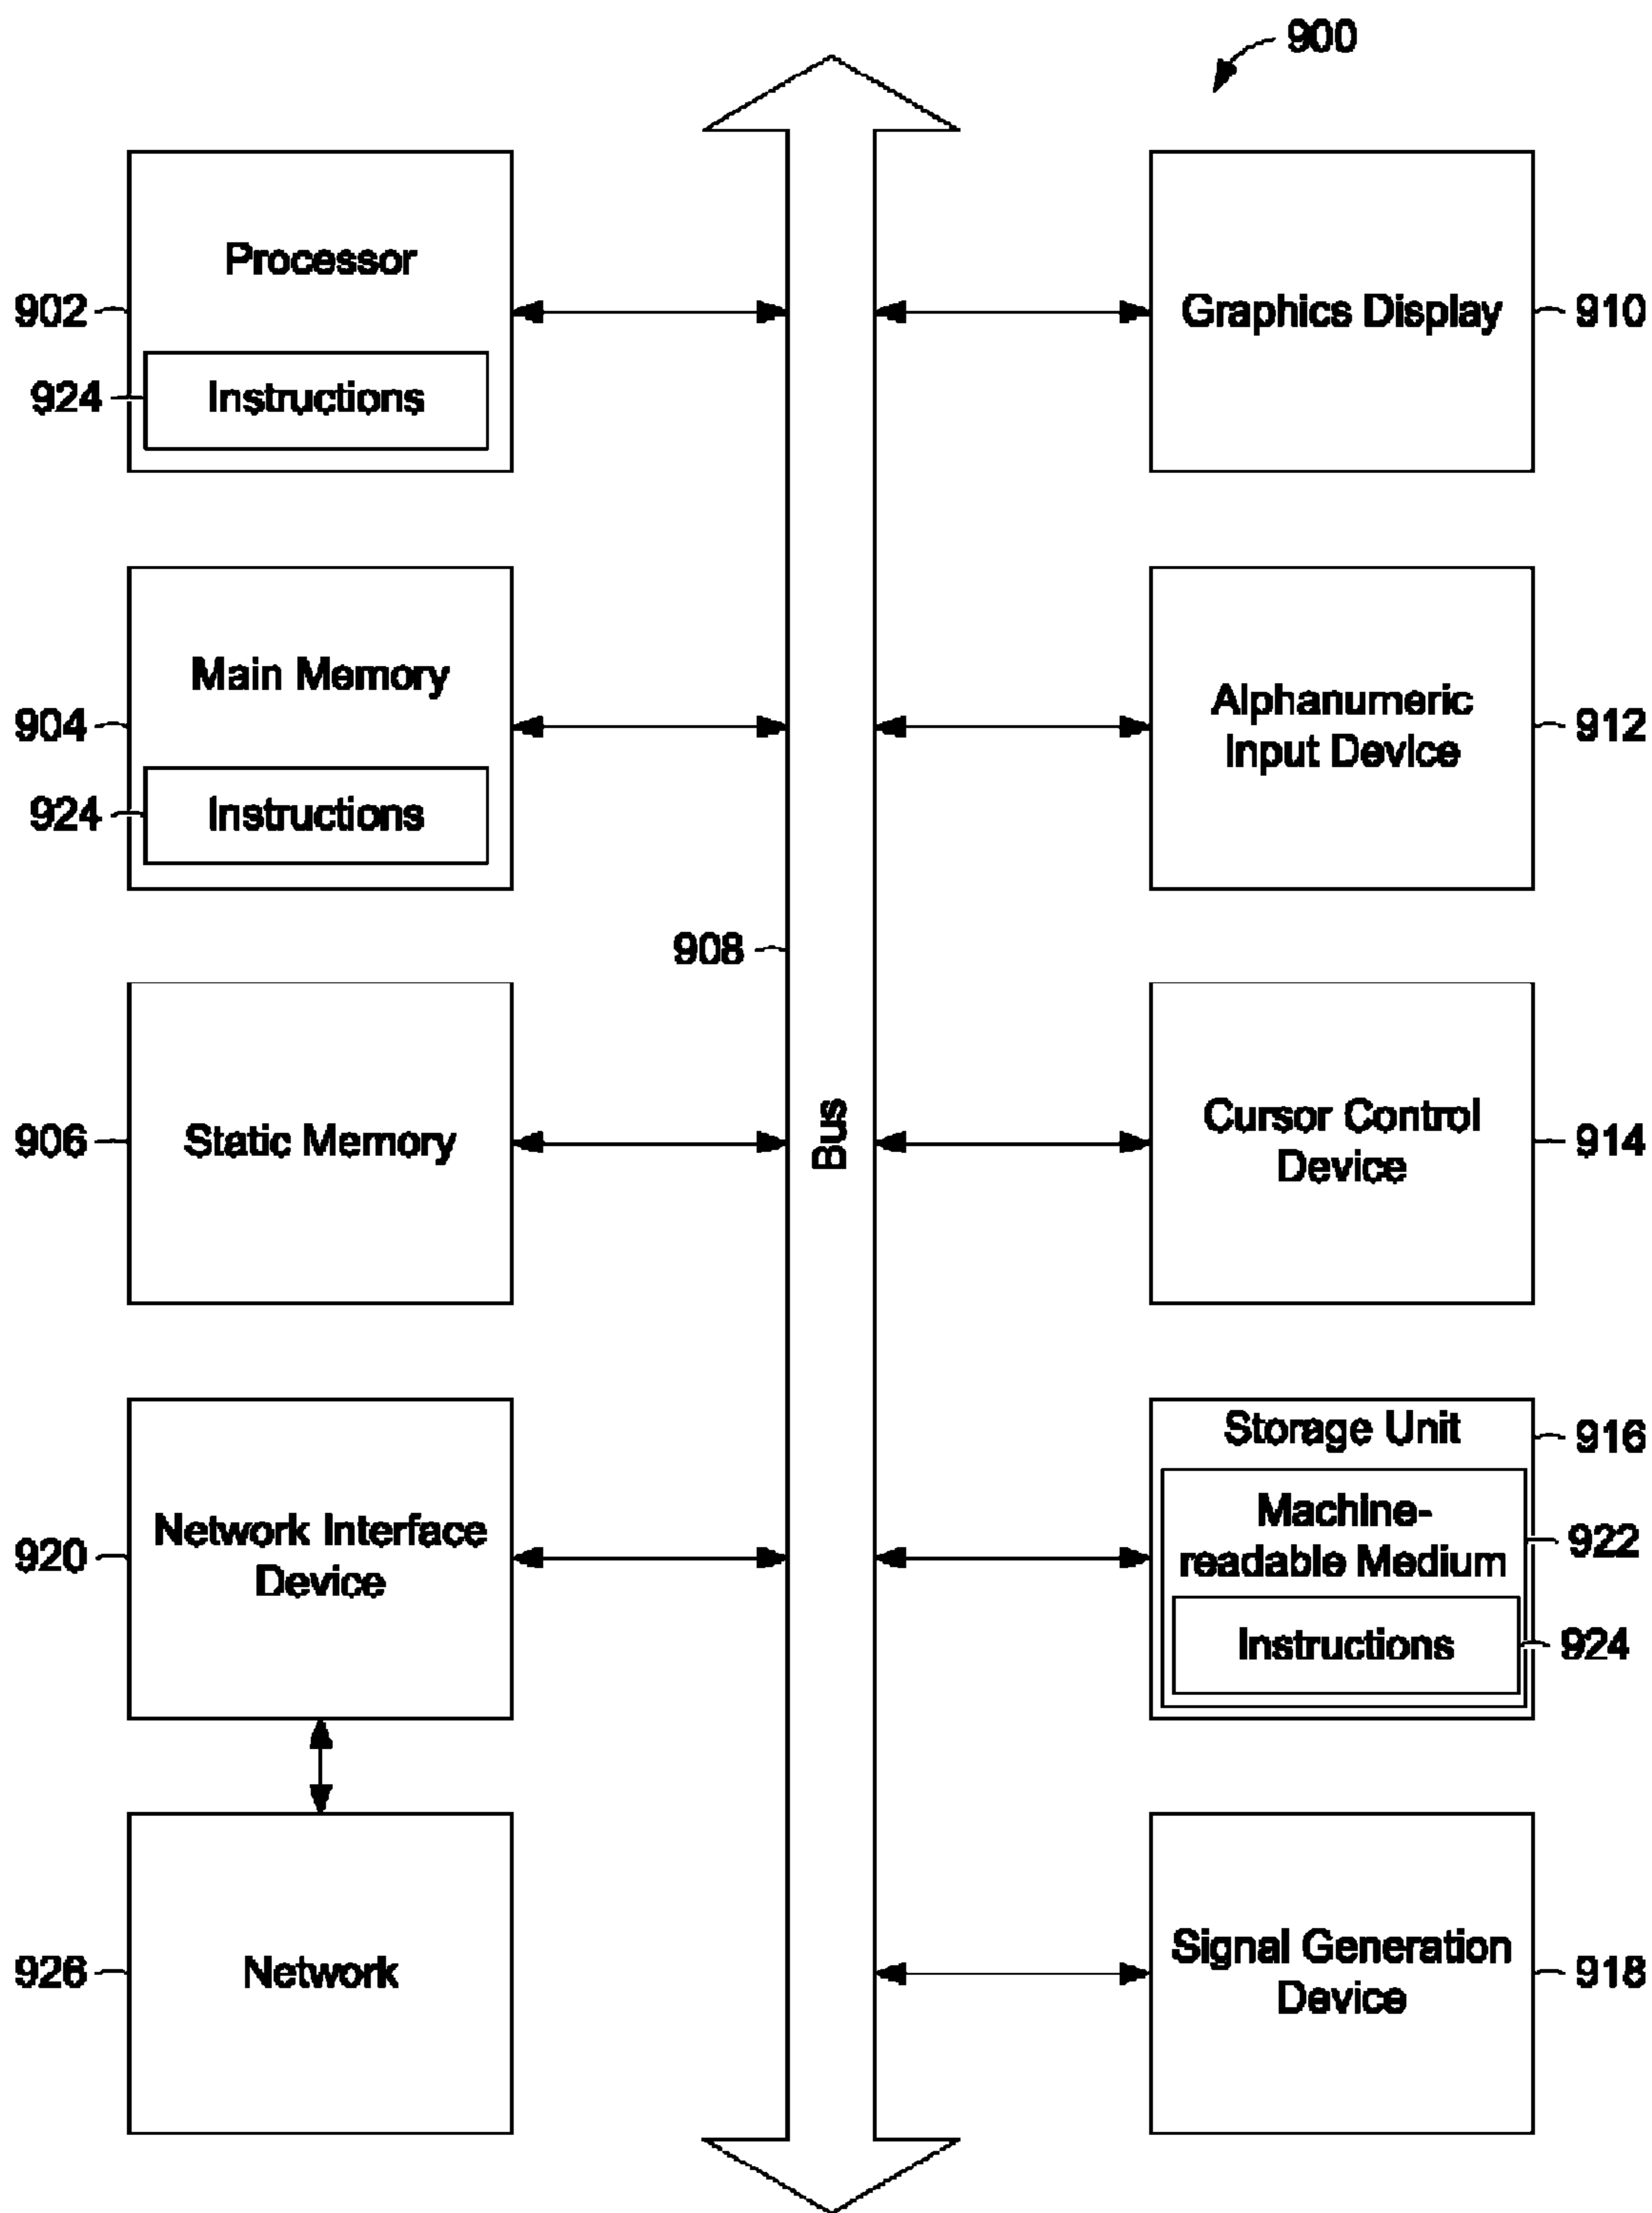 900
Processor
902
924
Instructions
Graphics Display
910
Main Memory
904
924
Instructions
Alphanumeric
Input Device
912
908
Bus
906
Static Memory
Cursor Control
Device
914
920
Network Interface
Device
Storage Unit
916
Machine-
readable Medium
922
Instructions
924
926
Network
Signal Generation
Device
918